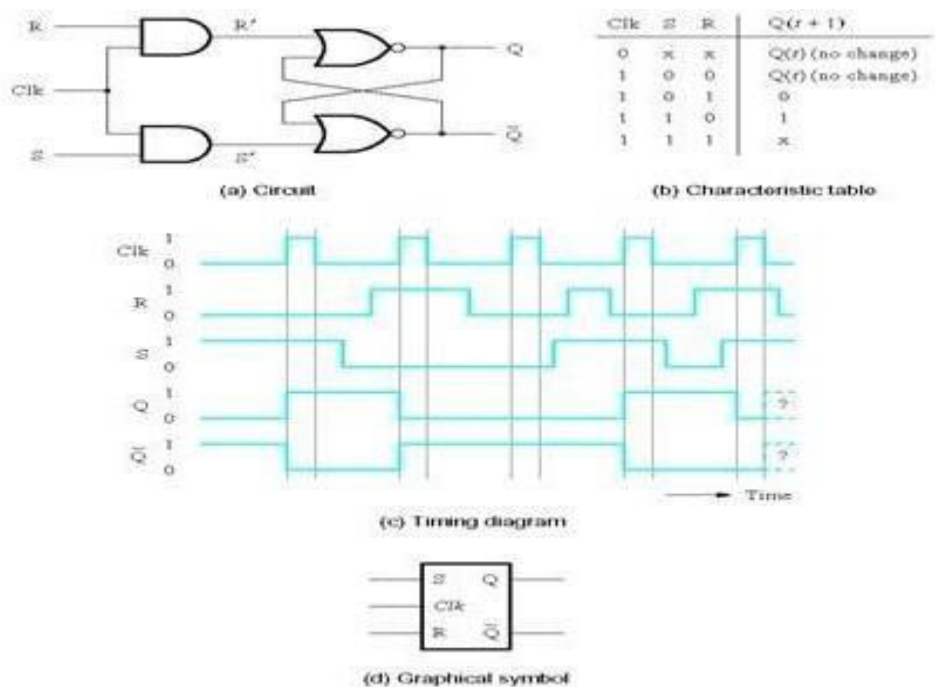 R
R′
Q
Clk
S
S′
Q̅
(a) Circuit
Clk S R Q(t + 1)
0 x x Q(t) (no change)
1 0 0 Q(t) (no change)
1 0 1 0
1 1 0 1
1 1 1 x
(b) Characteristic table
Clk 1
0
R 1
0
S 1
0
Q 1
0
?
Q̅ 1
0
?
Time
(c) Timing diagram
S Q
Clk
R Q̅
(d) Graphical symbol